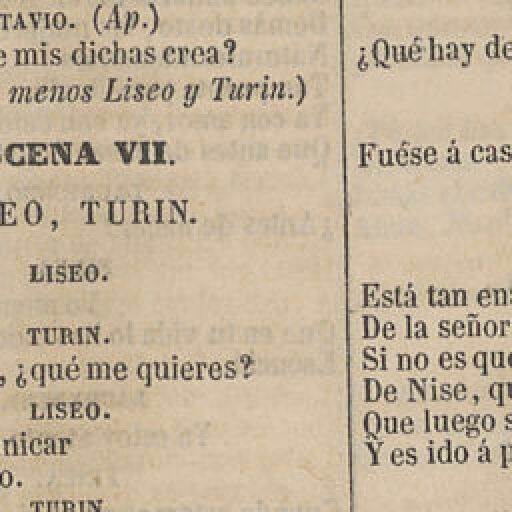 TAVIO. (Ap.)
mis dichas crea?
menos Liseo y Turin.)
CENA VII.
EO, TURIN.
LISEO.
TURIN.
, ¿qué me quieres?
LISEO.
nicar
O.
TURIN
¿Qué hay de
Fuése á cas
Está tan en
De la señor
Si no es que
De Nise, qu
Que luego s
Y es ido á p